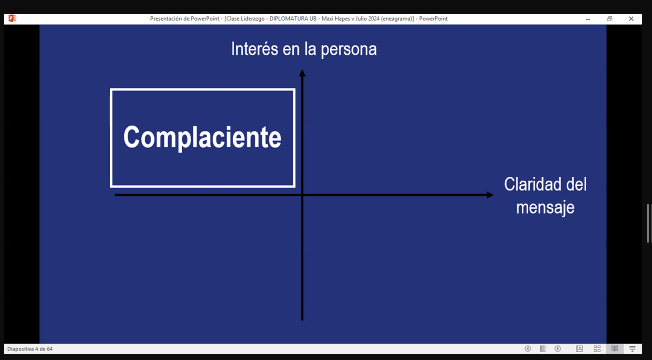 Presentación de PowerPoint - [Clase Liderazgo - DIPLOMATURA UB - Maxi Hapes v Julio 2024 (eneagrama)] - PowerPoint
Interés en la persona
Complaciente
Claridad del
mensaje
Diapositiva 4 de 64